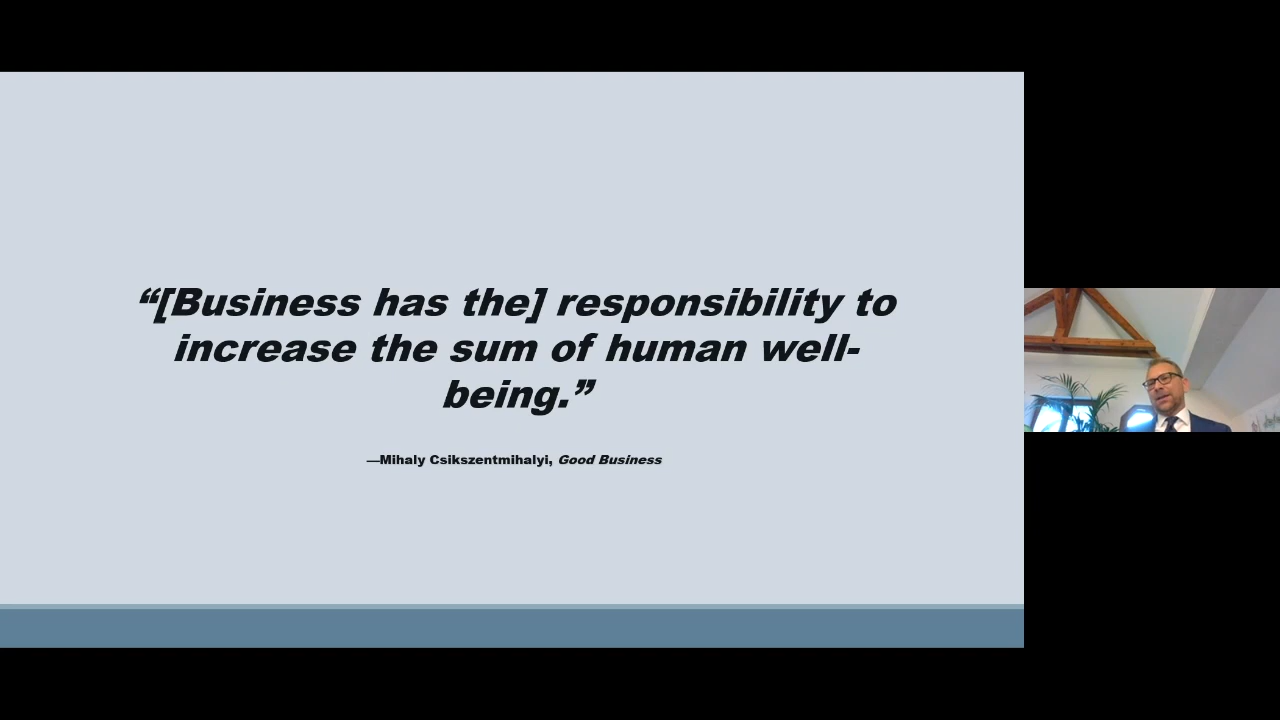 “[Business has the] responsibility to
increase the sum of human well-
being.”
—Mihaly Csikszentmihalyi, Good Business